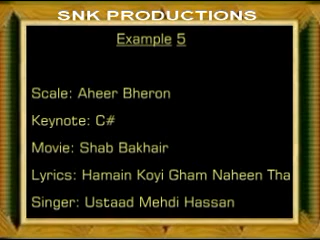 SNK PRODUCTIONS
Example 5
Scale: Aheer Bheron
Keynote: C#
Movie: Shab Bakhair
Lyrics: Hamain Koyi Gham Naheen Tha
Singer: Ustaad Mehdi Hassan